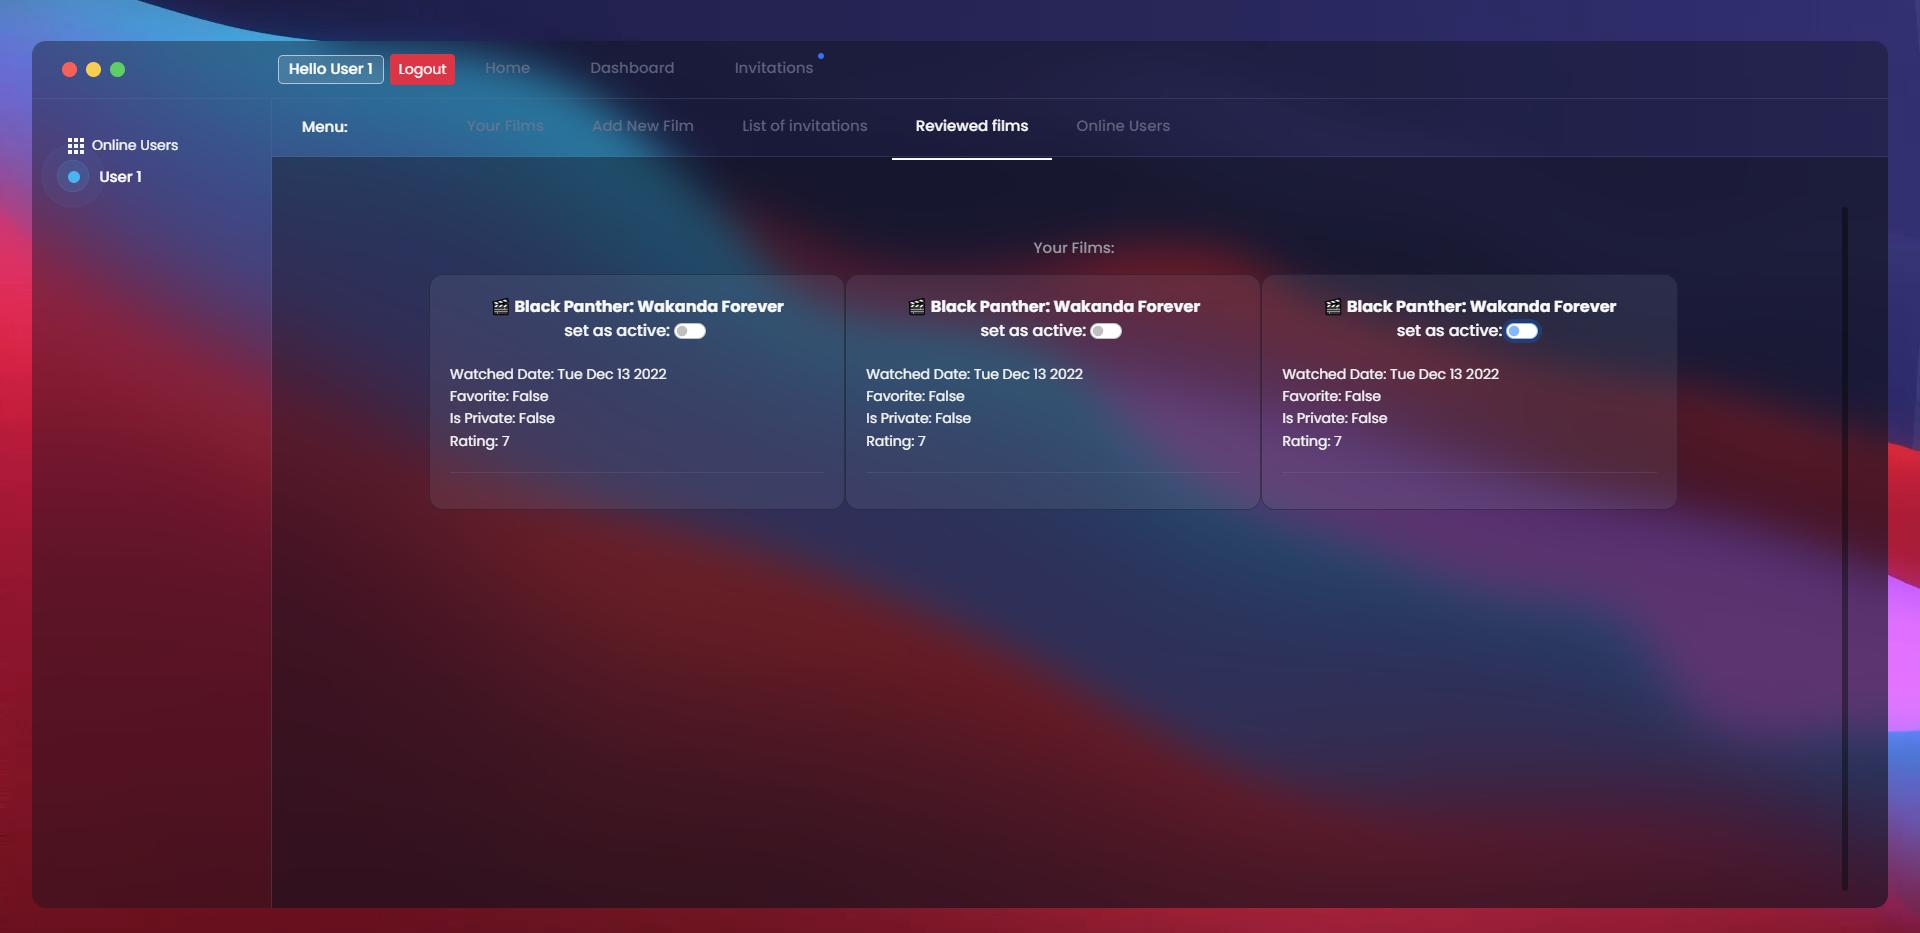 Hello User 1 Logout Home Dashboard Invitations
Menu: Your Films Add New Film List of invitations Reviewed films Online Users
Online Users
User 1
Your Films:
🎬 Black Panther: Wakanda Forever
set as active:
Watched Date: Tue Dec 13 2022
Favorite: False
Is Private: False
Rating: 7
🎬 Black Panther: Wakanda Forever
set as active:
Watched Date: Tue Dec 13 2022
Favorite: False
Is Private: False
Rating: 7
🎬 Black Panther: Wakanda Forever
set as active:
Watched Date: Tue Dec 13 2022
Favorite: False
Is Private: False
Rating: 7